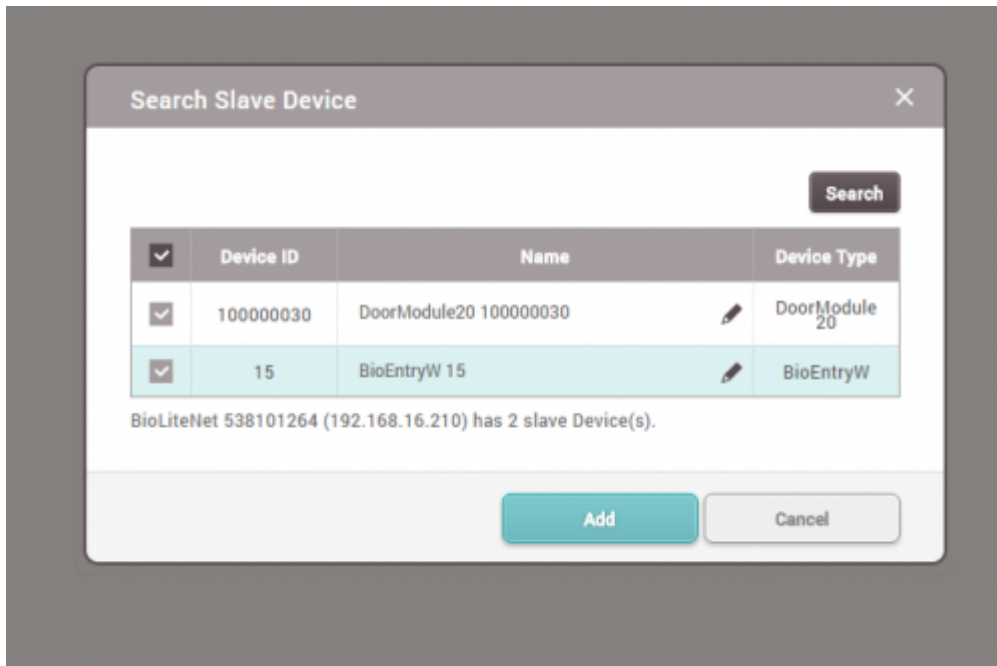 Search Slave Device
Search
Device ID Name Device Type
100000030 DoorModule20 100000030 DoorModule
20
15 BioEntryW 15 BioEntryW
BioLiteNet 538101264 (192.168.16.210) has 2 slave Device(s).
Add Cancel